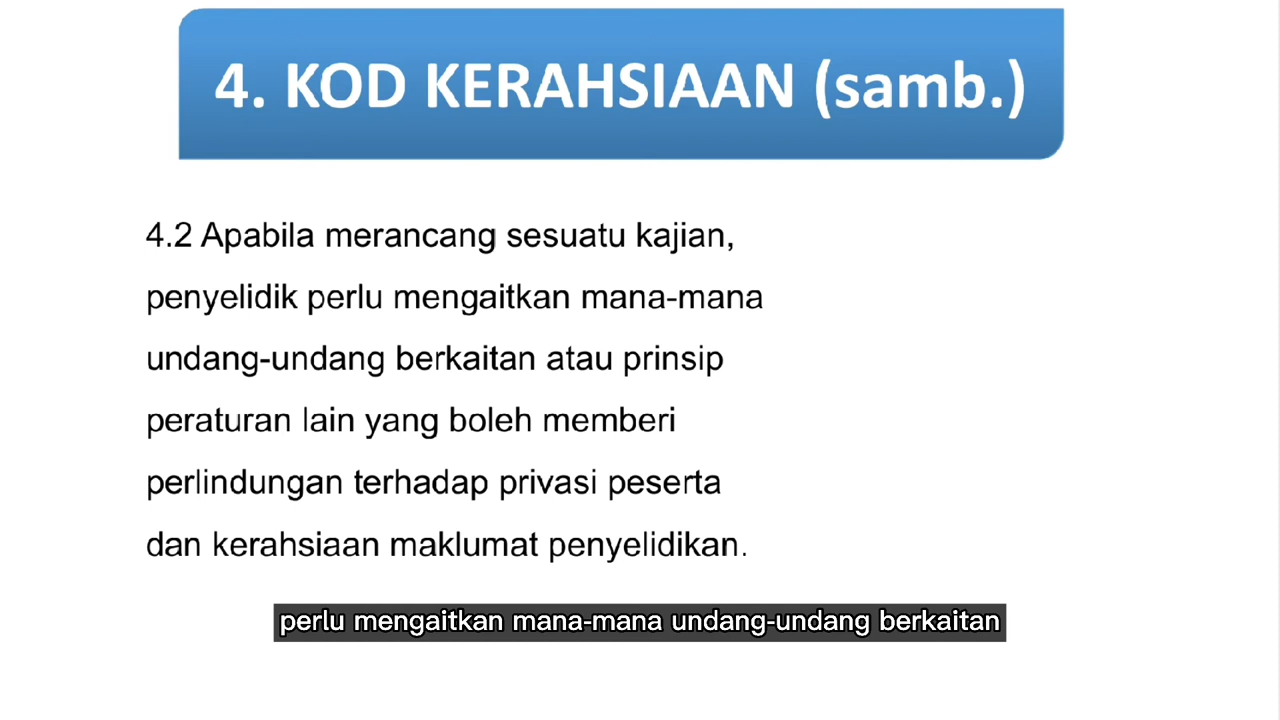 4. KOD KERAHSIAAN (samb.)
4.2 Apabila merancang sesuatu kajian,
penyelidik perlu mengaitkan mana-mana
undang-undang berkaitan atau prinsip
peraturan lain yang boleh memberi
perlindungan terhadap privasi peserta
dan kerahsiaan maklumat penyelidikan.
perlu mengaitkan mana-mana undang-undang berkaitan